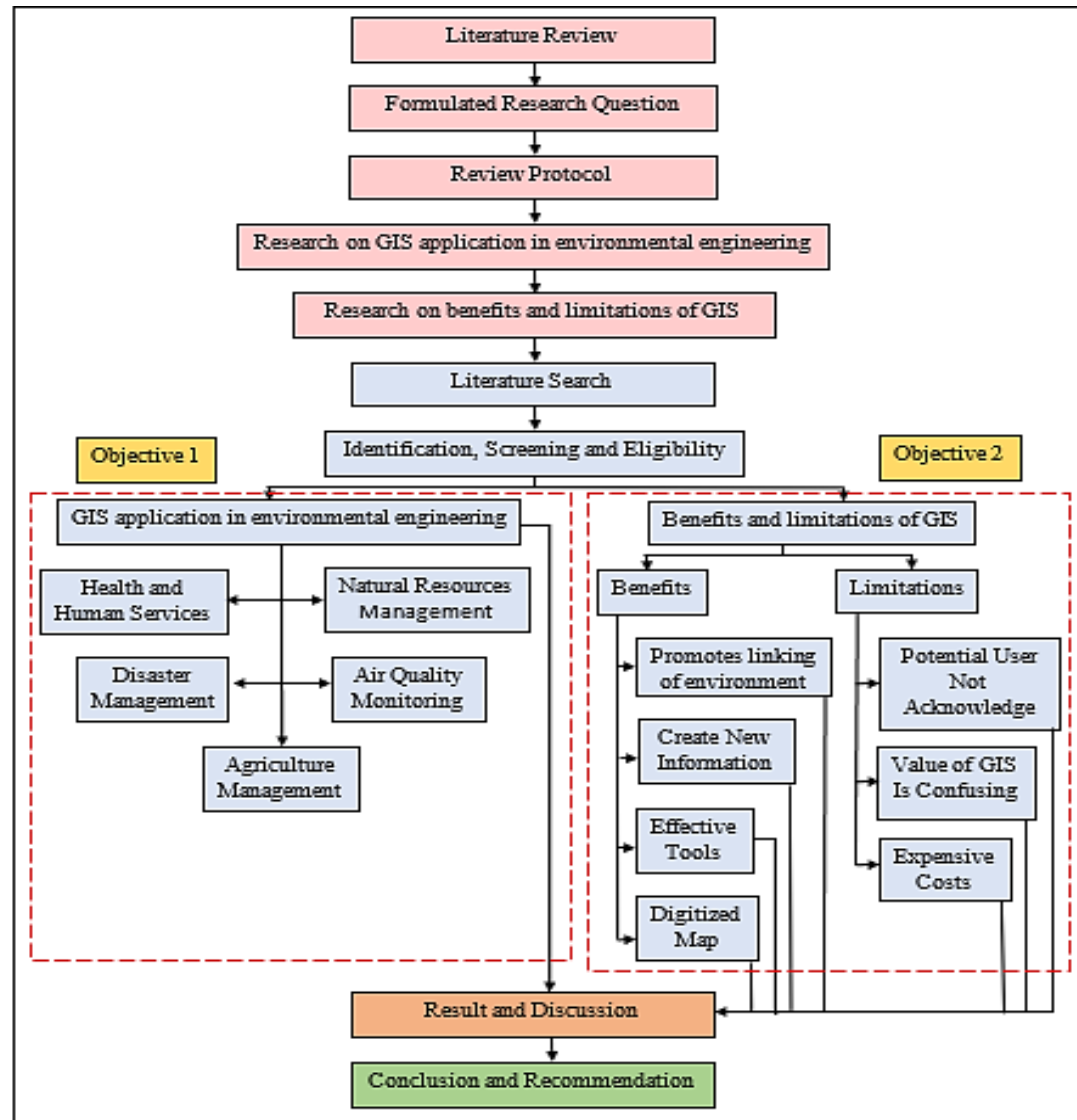 Literature Review
Formulated Research Question
Review Protocol
Research on GIS application in environmental engineering
Research on benefits and limitations of GIS
Literature Search
Identification, Screening and Eligibility
Objective 1
Objective 2
GIS application in environmental engineering
Health and
Human Services
Natural Resources
Management
Disaster
Management
Air Quality
Monitoring
Agriculture
Management
Benefits and limitations of GIS
Benefits
Promotes linking
of environment
Create New
Information
Effective
Tools
Digitized
Map
Limitations
Potential User
Not
Acknowledge
Value of GIS
Is Confusing
Expensive
Costs
Result and Discussion
Conclusion and Recommendation